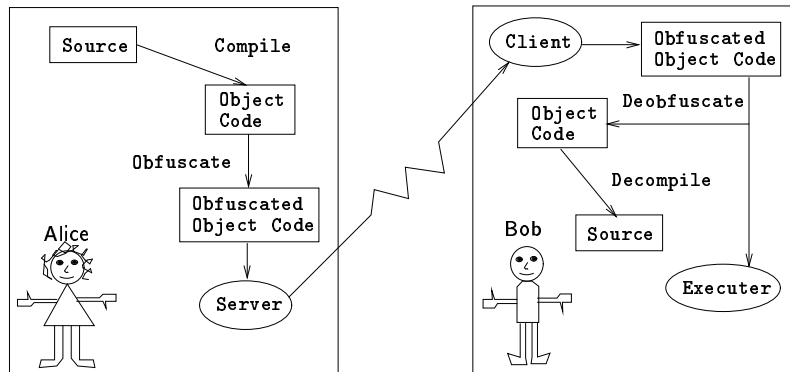 Source
Compile
Object
Code
Obfuscate
Obfuscated
Object Code
Alice
Server
Client
Obfuscated
Object Code
Deobfuscate
Object
Code
Decompile
Source
Bob
Executer